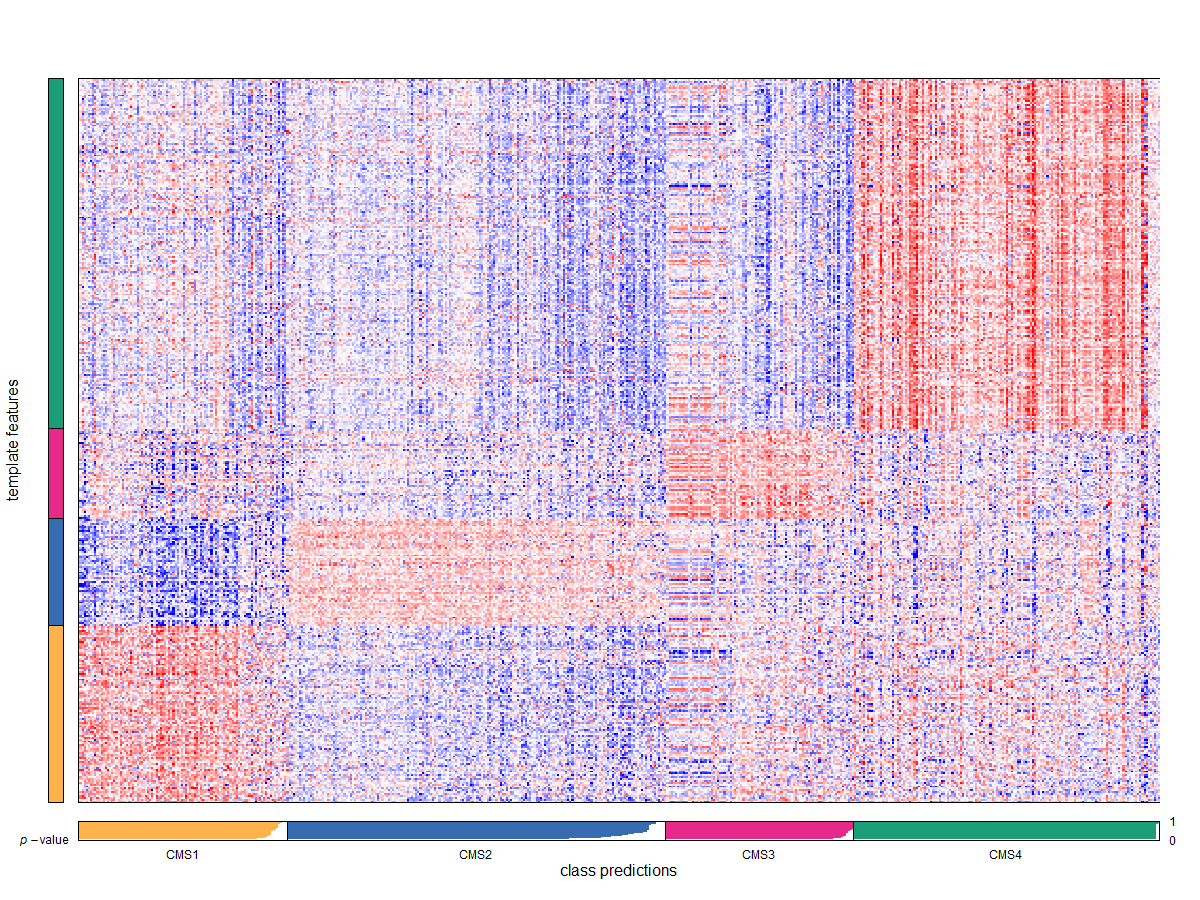 template features
1
p – value
0
CMS1 CMS2 CMS3 CMS4
class predictions